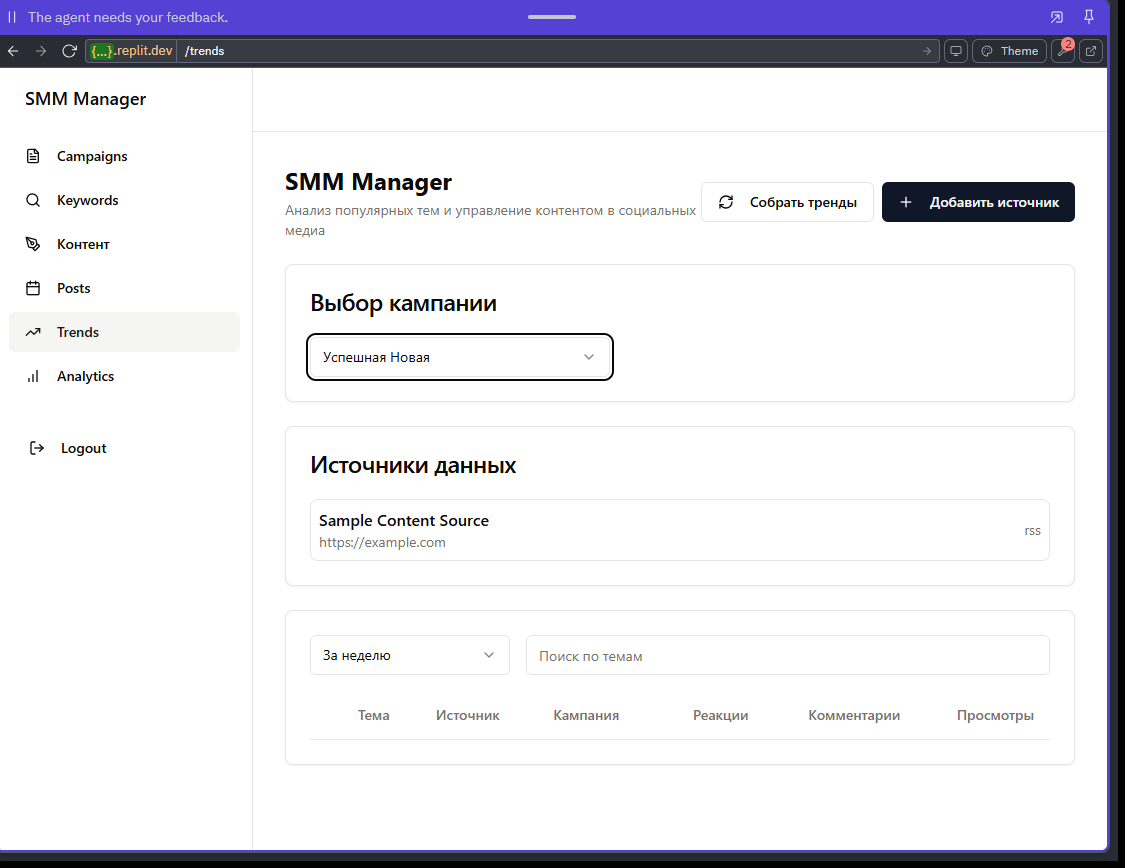 The agent needs your feedback.
{...}.replit.dev /trends
Theme
2
SMM Manager
Campaigns
Keywords
Контент
Posts
Trends
Analytics
Logout
SMM Manager
Анализ популярных тем и управление контентом в социальных
медиа
Собрать тренды
Добавить источник
Выбор кампании
Успешная Новая
Источники данных
Sample Content Source
https://example.com
rss
За неделю
Поиск по темам
Тема Источник Кампания Реакции Комментарии Просмотры